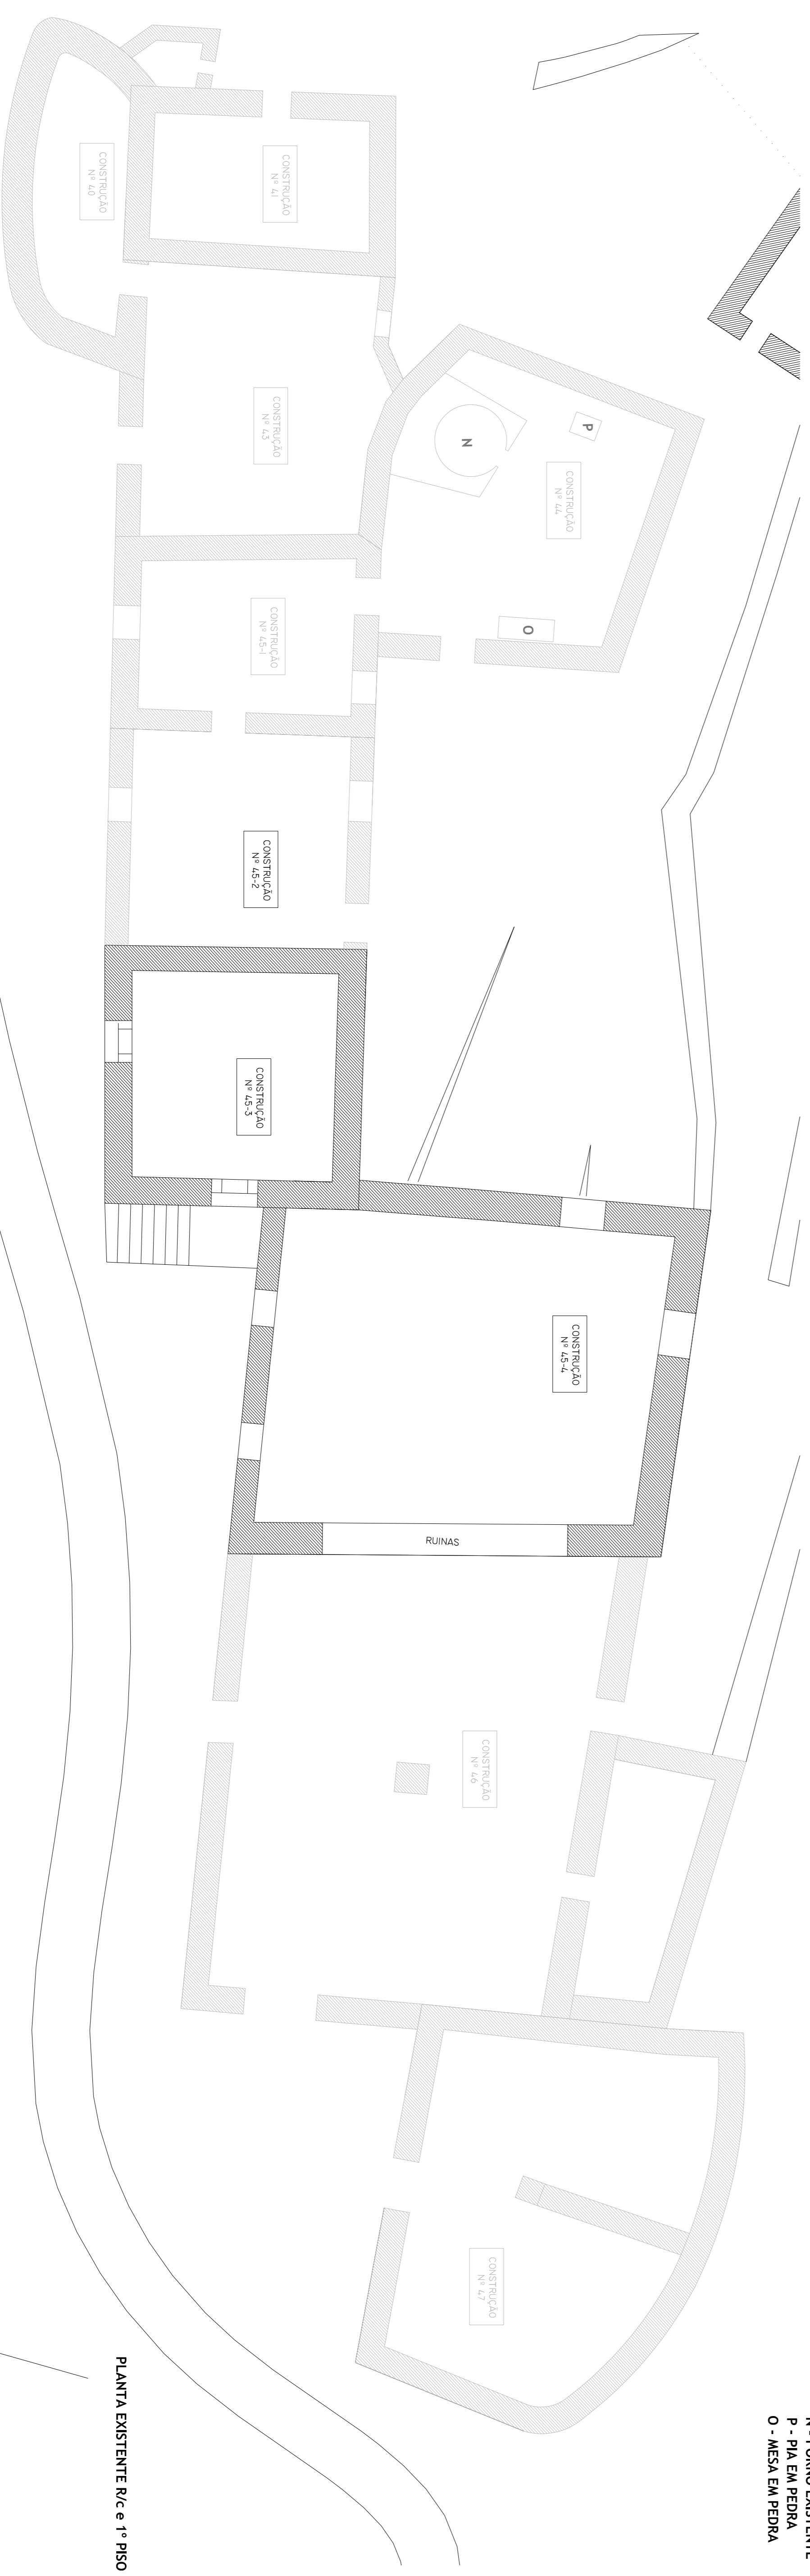 CONSTRUÇÃO
Nº 40
CONSTRUÇÃO
Nº 41
CONSTRUÇÃO
Nº 43
N
P
CONSTRUÇÃO
Nº 44
O
CONSTRUÇÃO
Nº 45-1
CONSTRUÇÃO
Nº 45-2
CONSTRUÇÃO
Nº 45-3
CONSTRUÇÃO
Nº 45-4
RUINAS
CONSTRUÇÃO
Nº 46
CONSTRUÇÃO
Nº 47
N - FORNO EXISTENTE
P - PIA EM PEDRA
O - MESA EM PEDRA
PLANTA EXISTENTE R/c e 1º PISO